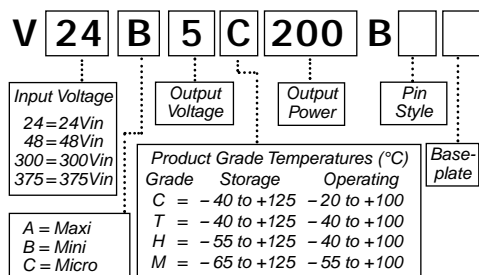 V 24 B 5 C 200 B
Input Voltage
24 = 24Vin
48 = 48Vin
300 = 300Vin
375 = 375Vin
Output Voltage
Output Power
Pin Style
Base-plate
Product Grade Temperatures (°C)
Grade Storage Operating
C = – 40 to +125 – 20 to +100
T = – 40 to +125 – 40 to +100
H = – 55 to +125 – 40 to +100
M = – 65 to +125 – 55 to +100
A = Maxi
B = Mini
C = Micro